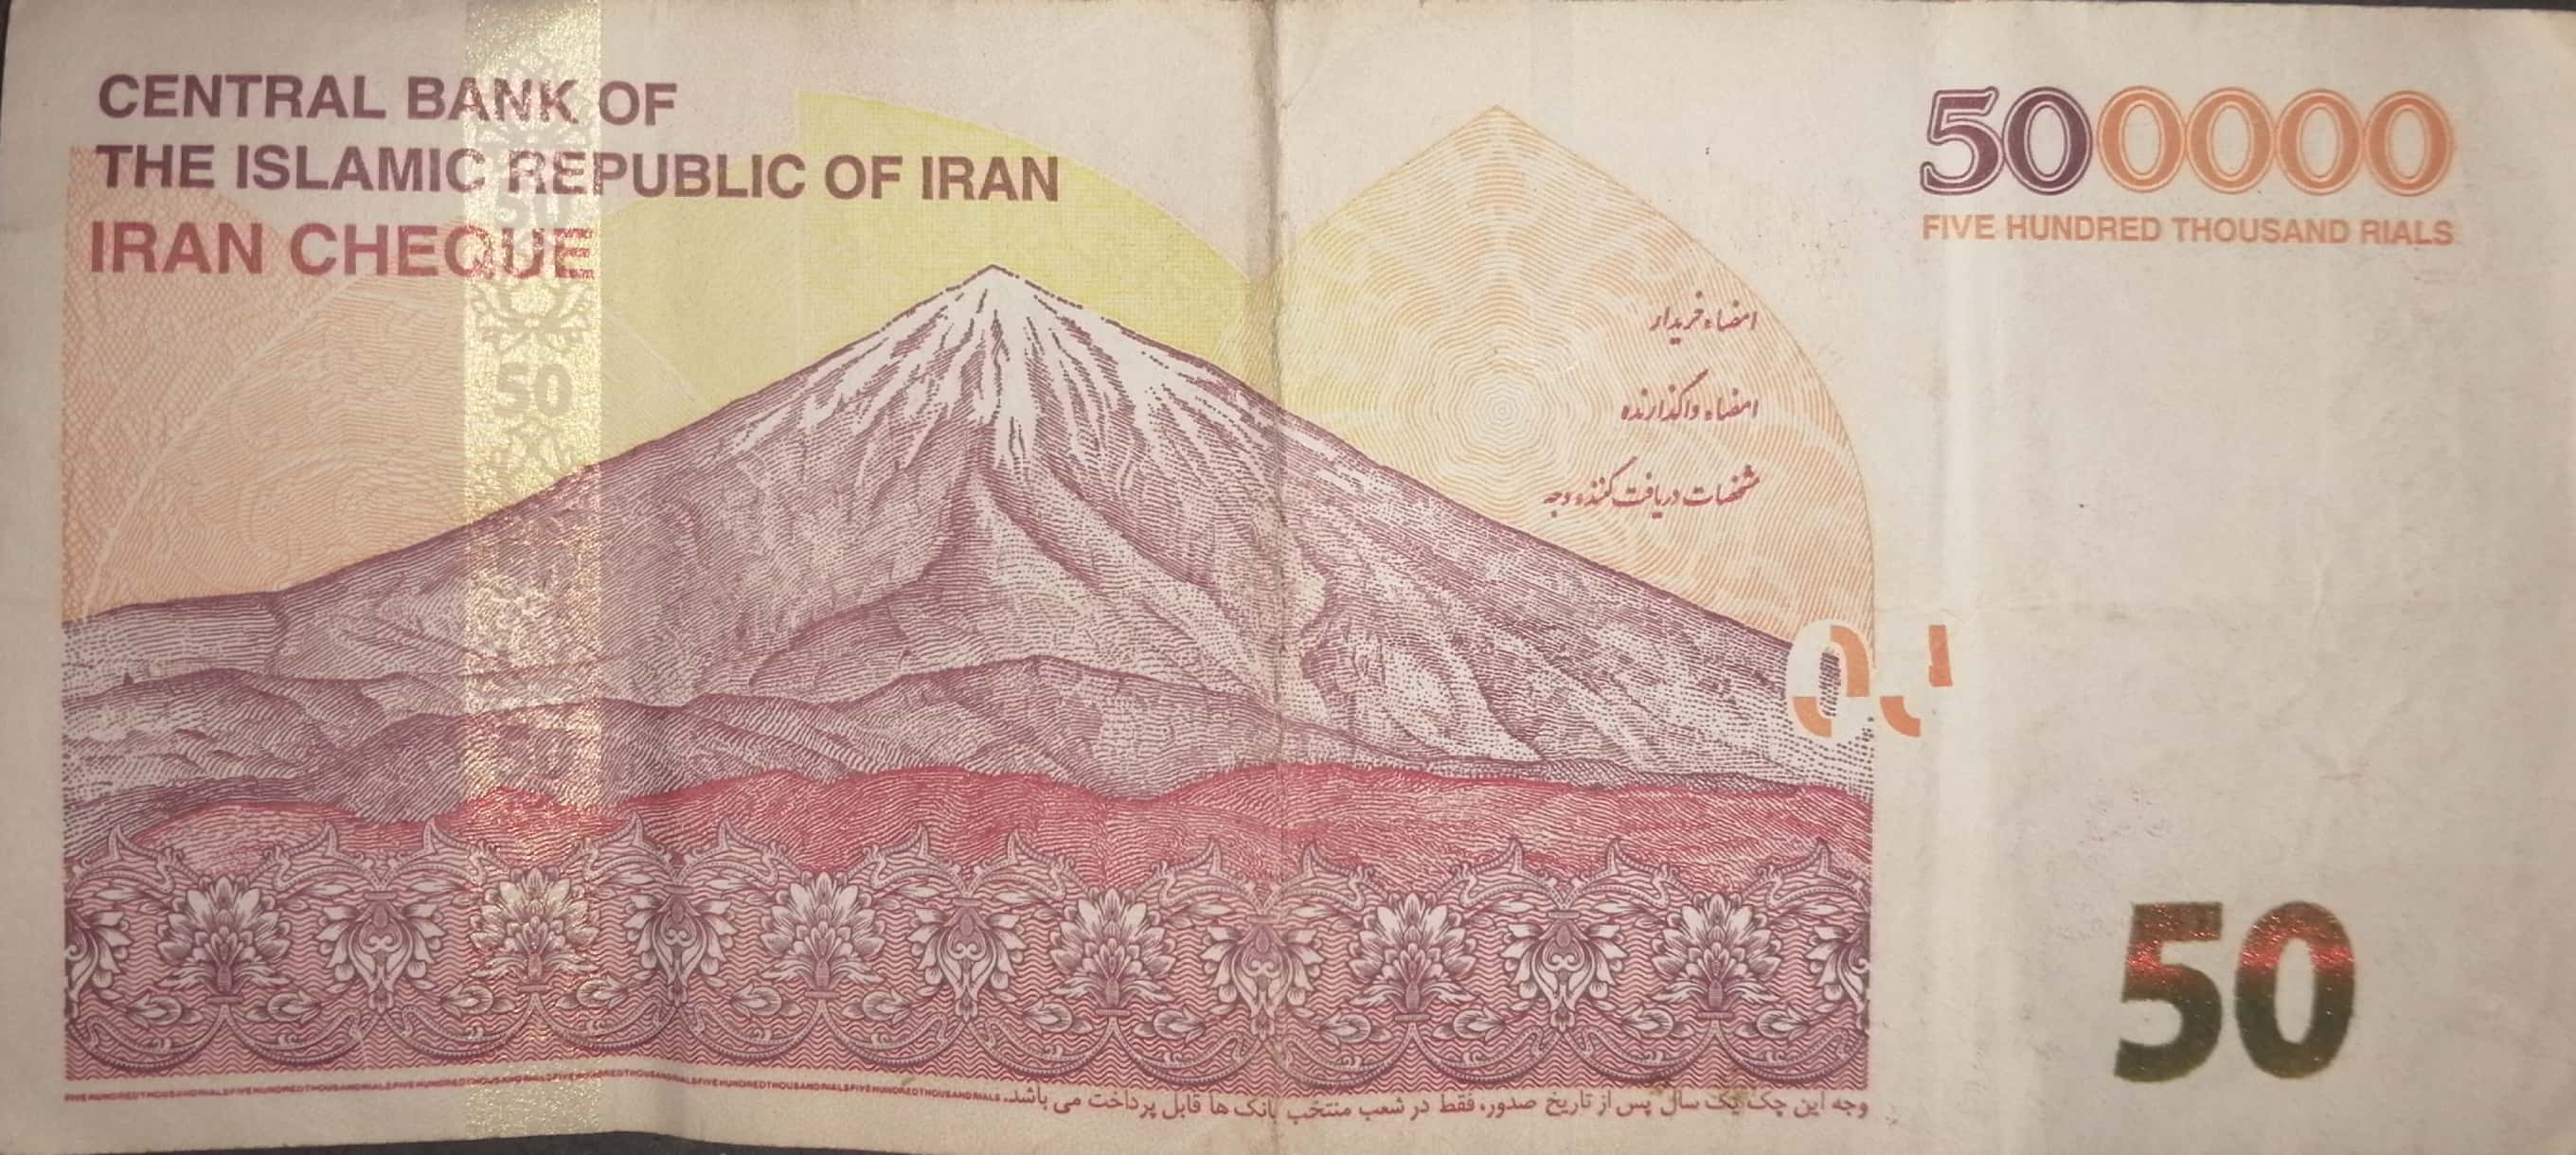 CENTRAL BANK OF
THE ISLAMIC REPUBLIC OF IRAN
IRAN CHEQUE
50
50
500000
FIVE HUNDRED THOUSAND RIALS
امضاء خریدار
امضاء واگذارنده
مشخصات دریافت کننده وجه
50
FIVEHUNDREDTHOUSANDRIALSFIVEHUNDREDTHOUSANDRIALSFIVEHUNDREDTHOUSANDRIALSFIVEHUNDREDTHOUSANDRIALSFIVEHUNDREDTHOUSANDRIALSFIVEHUNDREDTHOUSANDRIALS
وجه این چک یک سال پس از تاریخ صدور، فقط در شعب منتخب بانک ها قابل پرداخت می باشد.